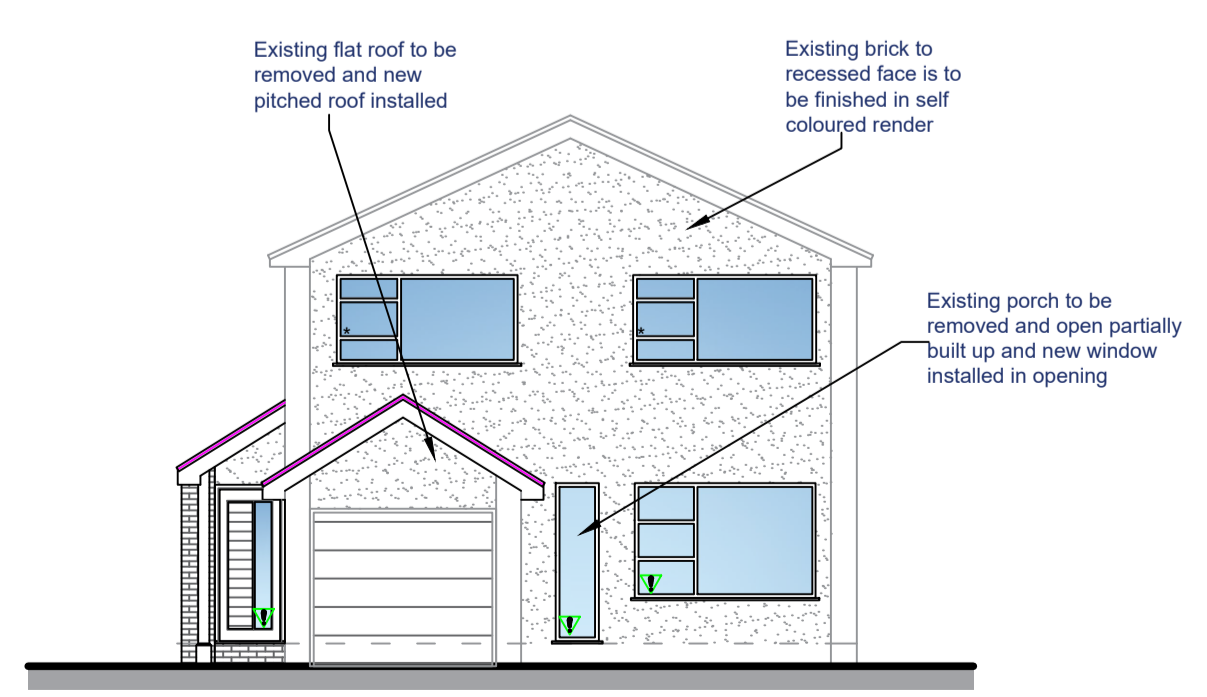 Existing flat roof to be
removed and new
pitched roof installed
Existing brick to
recessed face is to
be finished in self
coloured render
Existing porch to be
removed and open partially
built up and new window
installed in opening
*
*
!
!
!